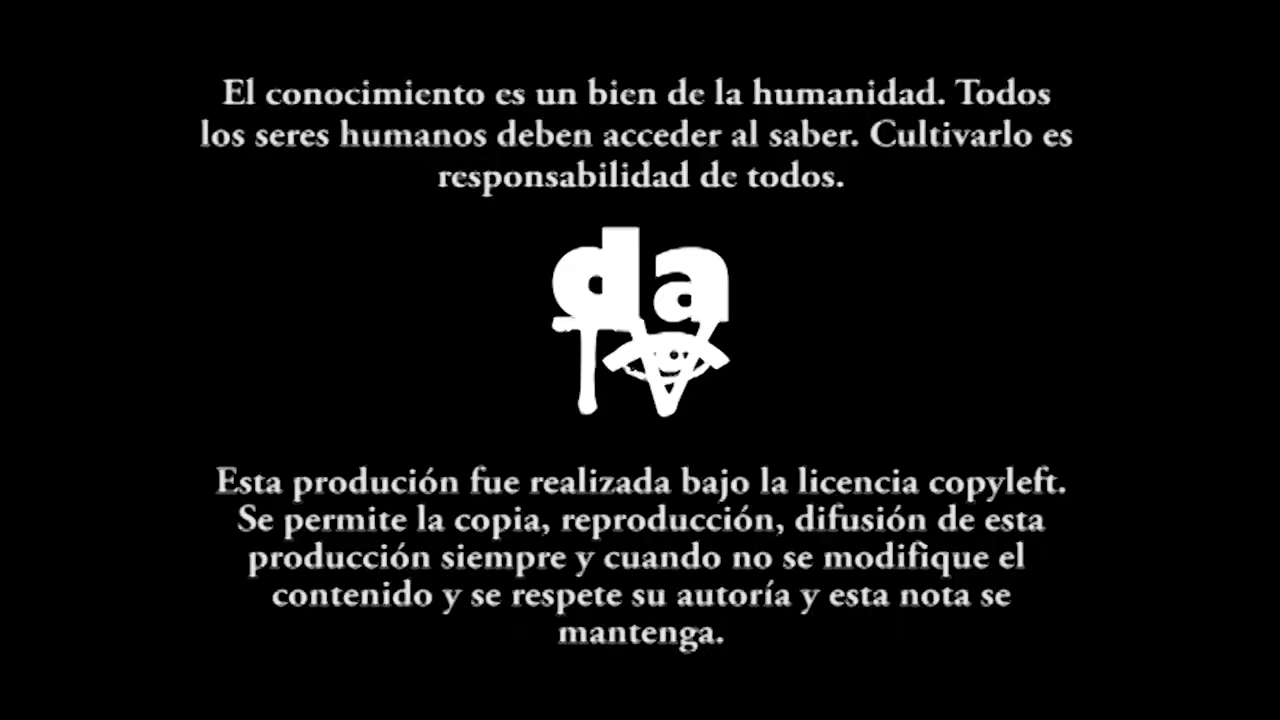 El conocimiento es un bien de la humanidad. Todos
los seres humanos deben acceder al saber. Cultivarlo es
responsabilidad de todos.
da
TV
Esta produción fue realizada bajo la licencia copyleft.
Se permite la copia, reproducción, difusión de esta
producción siempre y cuando no se modifique el
contenido y se respete su autoría y esta nota se
mantenga.